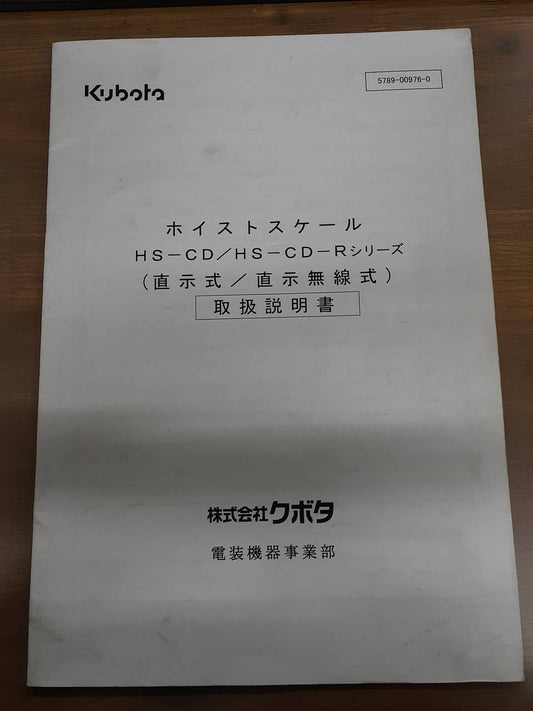 Kubota
5789-00976-0
ホイストスケール
HS-CD/HS-CD-Rシリーズ
(直示式/直示無線式)
取扱説明書
株式会社クボタ
電装機器事業部